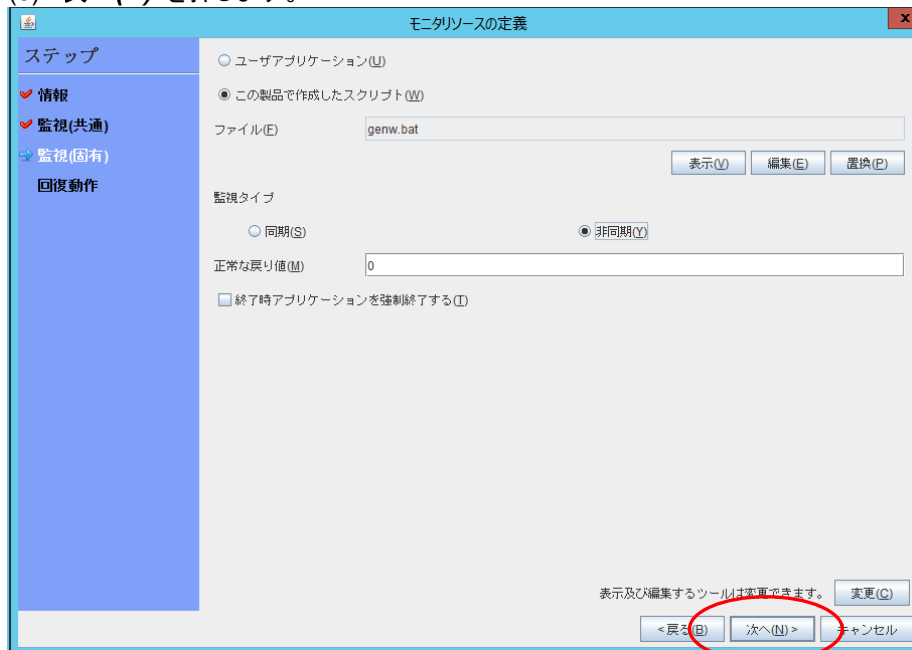 モニタリソースの定義
x
ステップ
情報
監視(共通)
監視(固有)
回復動作
ユーザアプリケーション(U)
この製品で作成したスクリプト(W)
ファイル(F) genw.bat
表示(V) 編集(E) 置換(P)
監視タイプ
同期(S) 非同期(Y)
正常な戻り値(M) 0
終了時アプリケーションを強制終了する(T)
表示及び編集するツールは変更できます。 変更(C)
<戻る(B) 次へ(N)> キャンセル